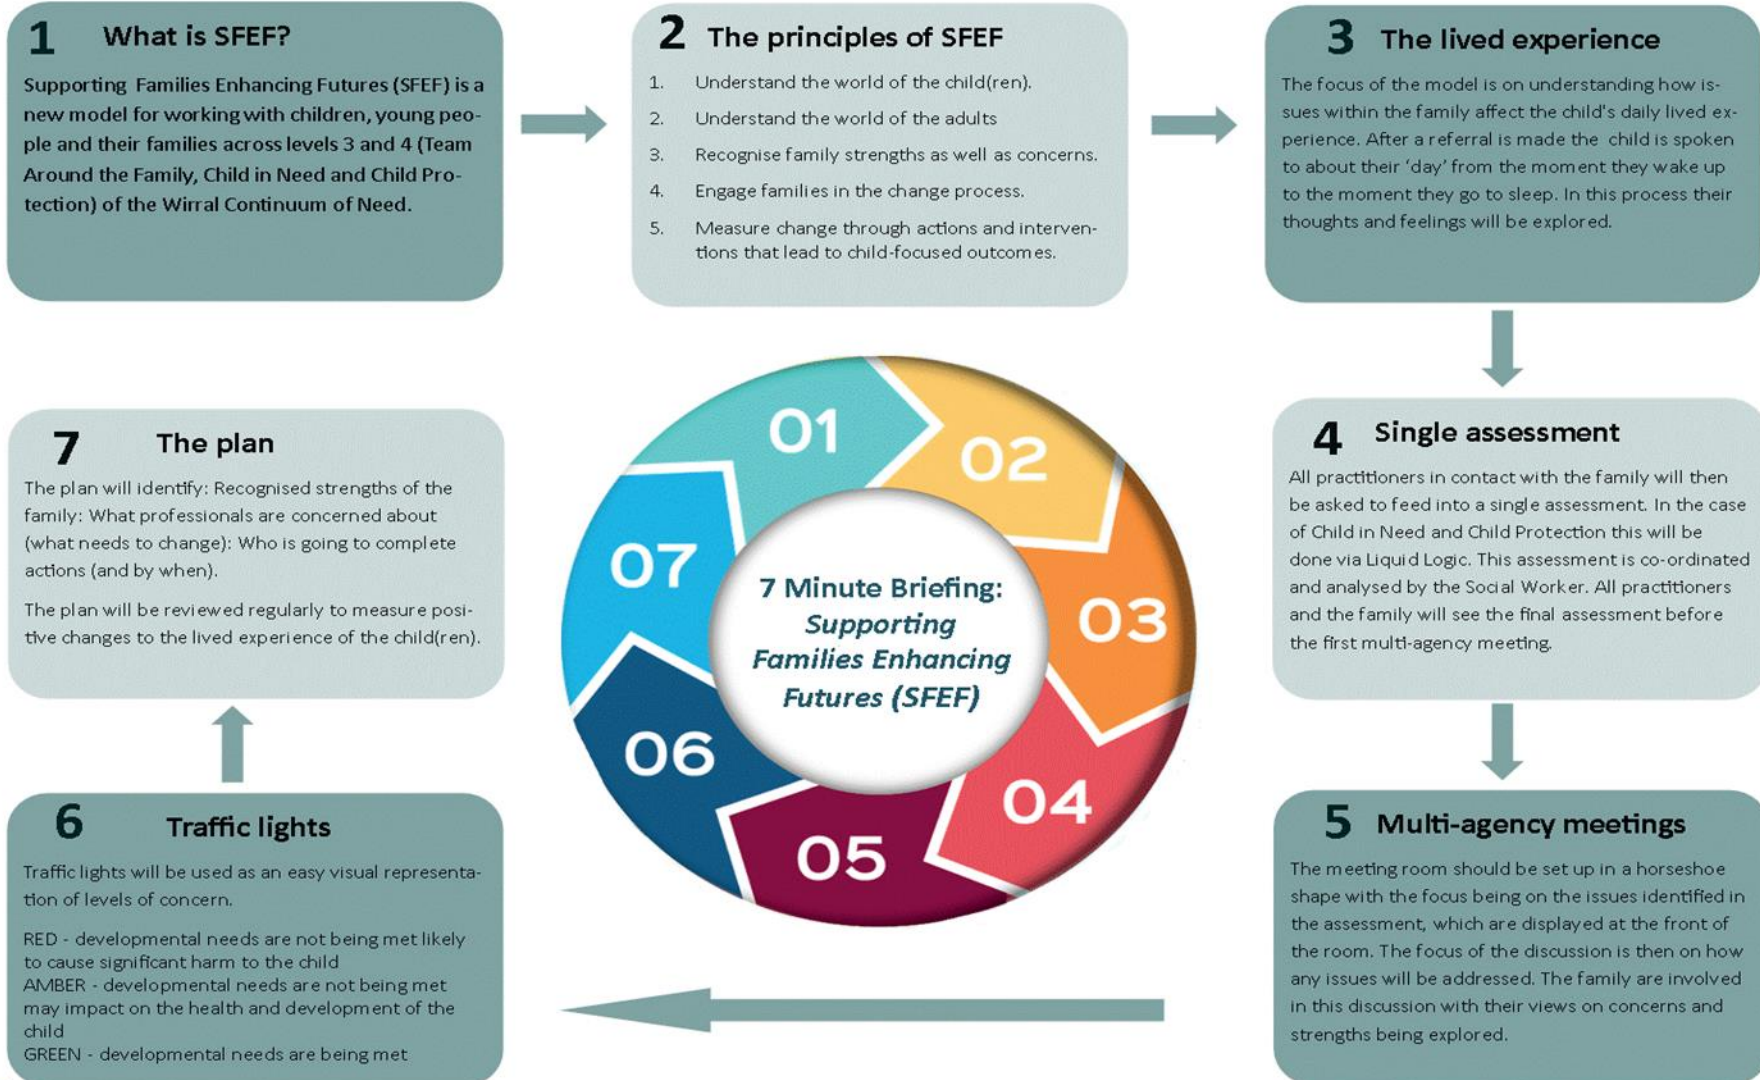 1 What is SFEF?
Supporting Families Enhancing Futures (SFEF) is a
new model for working with children, young peo-
ple and their families across levels 3 and 4 (Team
Around the Family, Child in Need and Child Pro-
tection) of the Wirral Continuum of Need.
2 The principles of SFEF
1. Understand the world of the child(ren).
2. Understand the world of the adults
3. Recognise family strengths as well as concerns.
4. Engage families in the change process.
5. Measure change through actions and interven-
tions that lead to child-focused outcomes.
3 The lived experience
The focus of the model is on understanding how is-
sues within the family affect the child's daily lived ex-
perience. After a referral is made the child is spoken
to about their ‘day’ from the moment they wake up
to the moment they go to sleep. In this process their
thoughts and feelings will be explored.
4 Single assessment
All practitioners in contact with the family will then
be asked to feed into a single assessment. In the case
of Child in Need and Child Protection this will be
done via Liquid Logic. This assessment is co-ordinated
and analysed by the Social Worker. All practitioners
and the family will see the final assessment before
the first multi-agency meeting.
5 Multi-agency meetings
The meeting room should be set up in a horseshoe
shape with the focus being on the issues identified in
the assessment, which are displayed at the front of
the room. The focus of the discussion is then on how
any issues will be addressed. The family are involved
in this discussion with their views on concerns and
strengths being explored.
6 Traffic lights
Traffic lights will be used as an easy visual representa-
tion of levels of concern.
RED - developmental needs are not being met likely
to cause significant harm to the child
AMBER - developmental needs are not being met
may impact on the health and development of the
child
GREEN - developmental needs are being met
7 The plan
The plan will identify: Recognised strengths of the
family: What professionals are concerned about
(what needs to change): Who is going to complete
actions (and by when).
The plan will be reviewed regularly to measure posi-
tive changes to the lived experience of the child(ren).
01
02
03
04
05
06
07
7 Minute Briefing:
Supporting
Families Enhancing
Futures (SFEF)